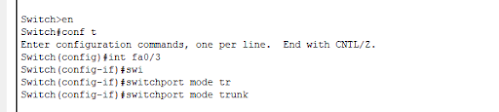 Switch>en
Switch#conf t
Enter configuration commands, one per line.  End with CNTL/Z.
Switch(config)#int fa0/3
Switch(config-if)#swi
Switch(config-if)#switchport mode tr
Switch(config-if)#switchport mode trunk